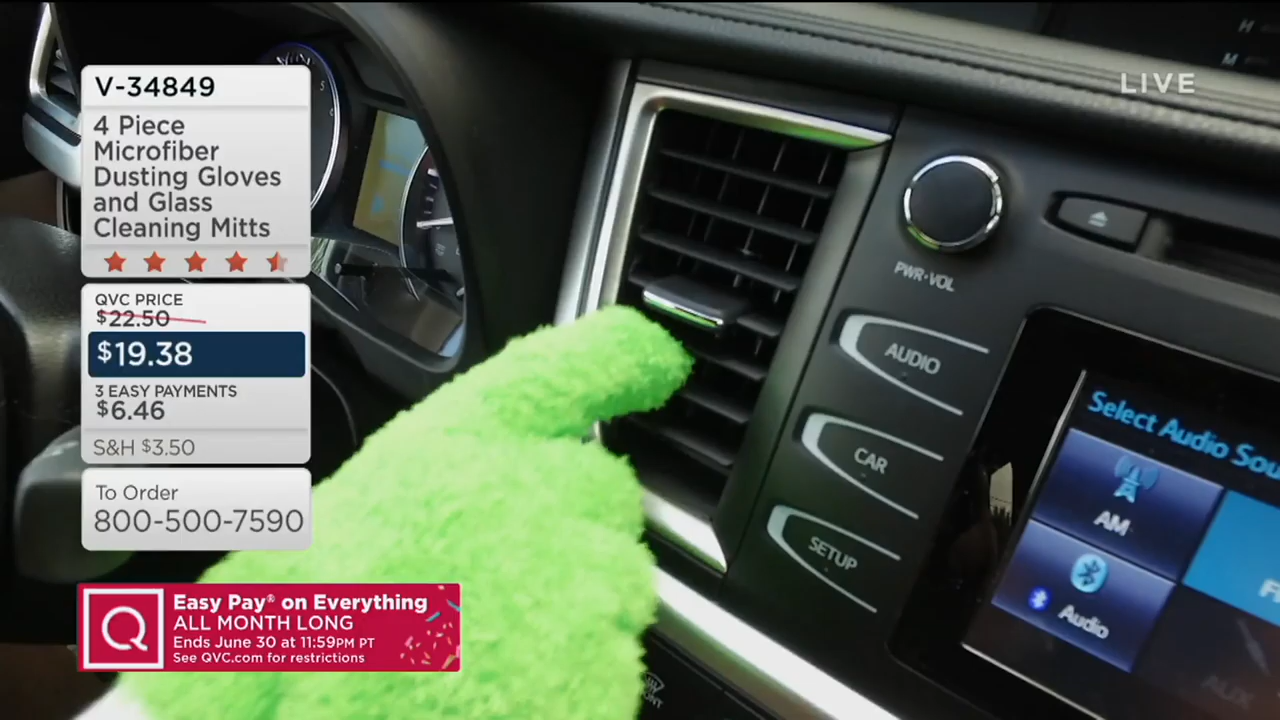 V-34849
4 Piece
Microfiber
Dusting Gloves
and Glass
Cleaning Mitts
QVC PRICE
$22.50
$19.38
3 EASY PAYMENTS
$6.46
S&H $3.50
To Order
800-500-7590
Q
Easy Pay® on Everything
ALL MONTH LONG
Ends June 30 at 11:59PM PT
See QVC.com for restrictions
LIVE
H
M
PWR•VOL
AUDIO
CAR
SETUP
Select Audio Sou
AM
Audio
AUX